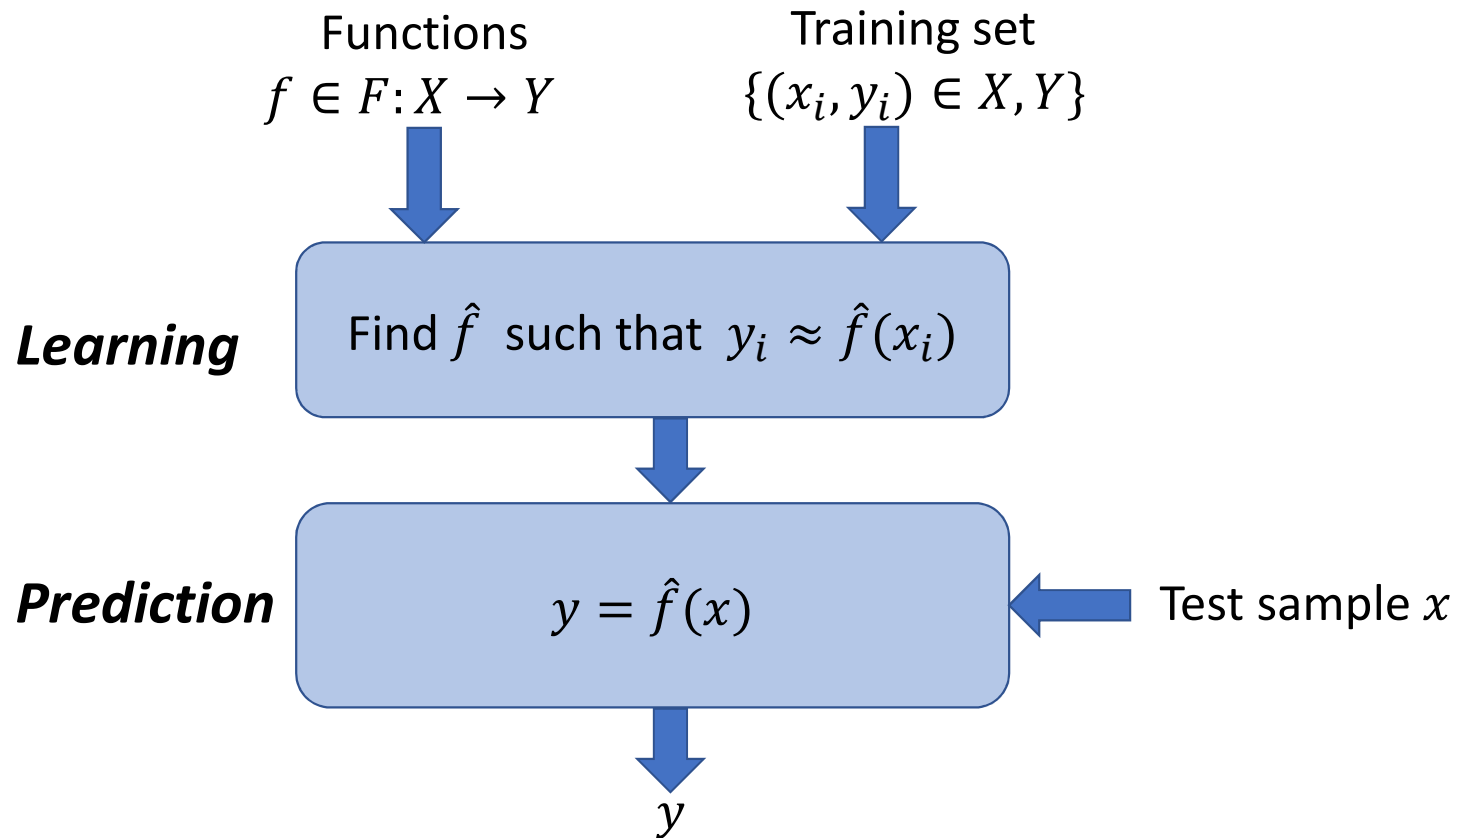 Functions
f ∈ F: X → Y
Training set
{(xᵢ, yᵢ) ∈ X, Y}
Learning
Find f̂ such that yᵢ ≈ f̂(xᵢ)
Prediction
y = f̂(x)
Test sample x
y